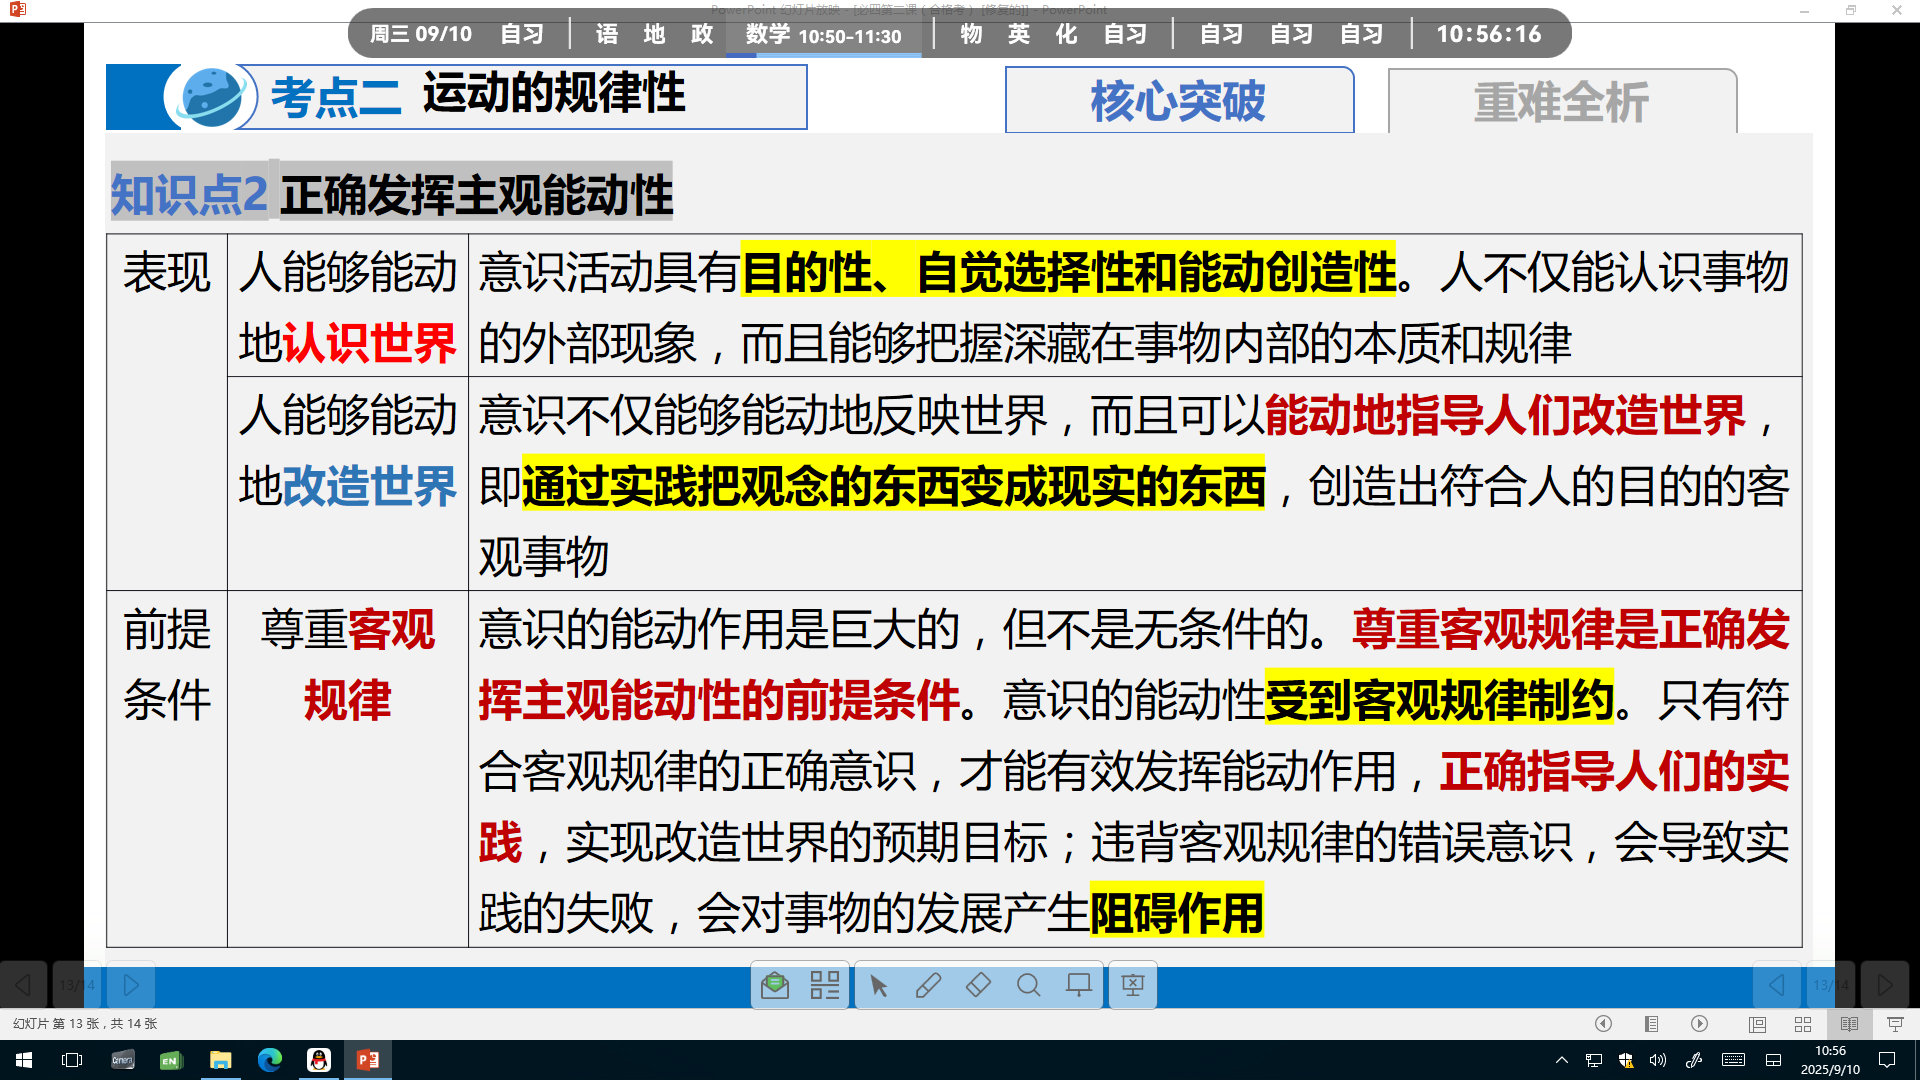 PowerPoint 幻灯片放映 - [必四第二课（合格考） [修复的]] - PowerPoint
周三 09/10 自习 语 地 政 数学 10:50-11:30 物 英 化 自习 自习 自习 自习 10:56:16
考点二 运动的规律性
核心突破
重难全析
知识点2 正确发挥主观能动性
表现
人能够能动
地认识世界
意识活动具有目的性、自觉选择性和能动创造性。人不仅能认识事物
的外部现象，而且能够把握深藏在事物内部的本质和规律
人能够能动
地改造世界
意识不仅能够能动地反映世界，而且可以能动地指导人们改造世界，
即通过实践把观念的东西变成现实的东西，创造出符合人的目的的客
观事物
前提
条件
尊重客观
规律
意识的能动作用是巨大的，但不是无条件的。尊重客观规律是正确发
挥主观能动性的前提条件。意识的能动性受到客观规律制约。只有符
合客观规律的正确意识，才能有效发挥能动作用，正确指导人们的实
践，实现改造世界的预期目标；违背客观规律的错误意识，会导致实
践的失败，会对事物的发展产生阻碍作用
13/14
13/14
幻灯片 第 13 张，共 14 张
Camera
EN
10:56
2025/9/10